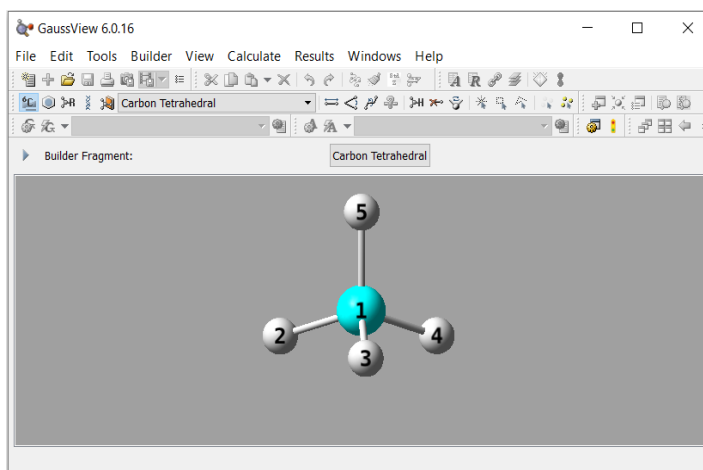 GaussView 6.0.16
File Edit Tools Builder View Calculate Results Windows Help
Carbon Tetrahedral
Builder Fragment: Carbon Tetrahedral
5
1
2
4
3